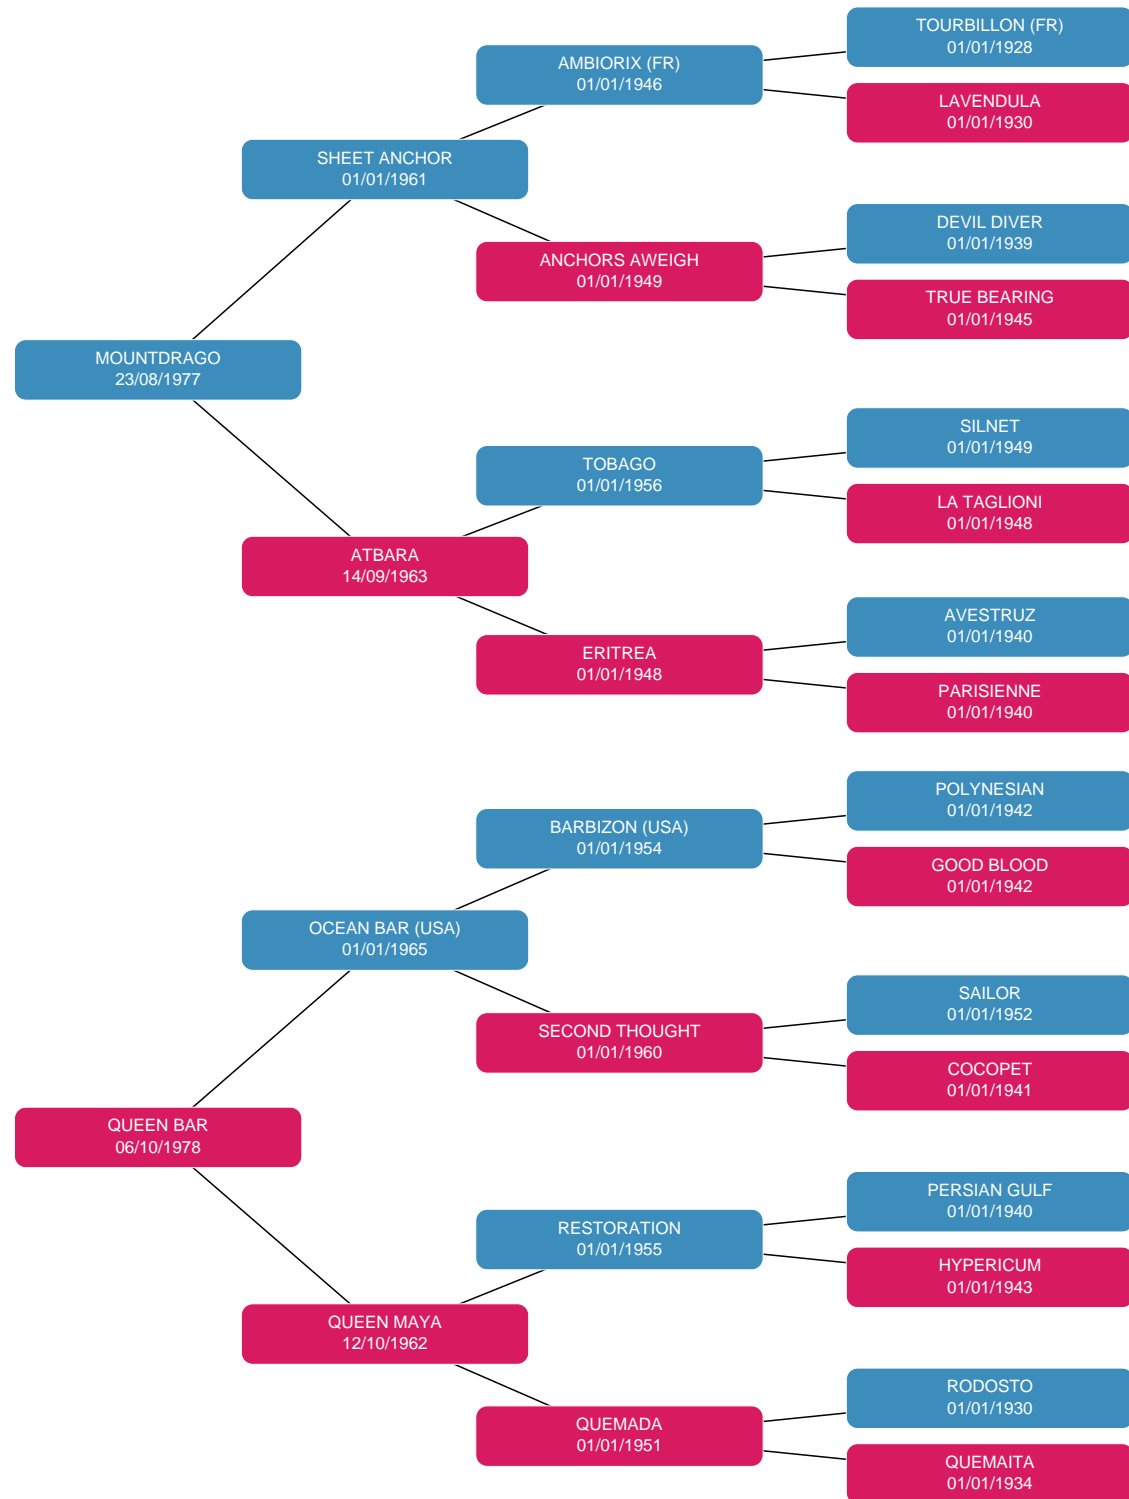 TOURBILLON (FR)
01/01/1928
AMBIORIX (FR)
01/01/1946
LAVENDULA
01/01/1930
SHEET ANCHOR
01/01/1961
DEVIL DIVER
01/01/1939
ANCHORS AWEIGH
01/01/1949
TRUE BEARING
01/01/1945
MOUNTDRAGO
23/08/1977
SILNET
01/01/1949
TOBAGO
01/01/1956
LA TAGLIONI
01/01/1948
ATBARA
14/09/1963
AVESTRUZ
01/01/1940
ERITREA
01/01/1948
PARISIENNE
01/01/1940
POLYNESIAN
01/01/1942
BARBIZON (USA)
01/01/1954
GOOD BLOOD
01/01/1942
OCEAN BAR (USA)
01/01/1965
SAILOR
01/01/1952
SECOND THOUGHT
01/01/1960
COCOPET
01/01/1941
QUEEN BAR
06/10/1978
PERSIAN GULF
01/01/1940
RESTORATION
01/01/1955
HYPERICUM
01/01/1943
QUEEN MAYA
12/10/1962
RODOSTO
01/01/1930
QUEMADA
01/01/1951
QUEMAITA
01/01/1934